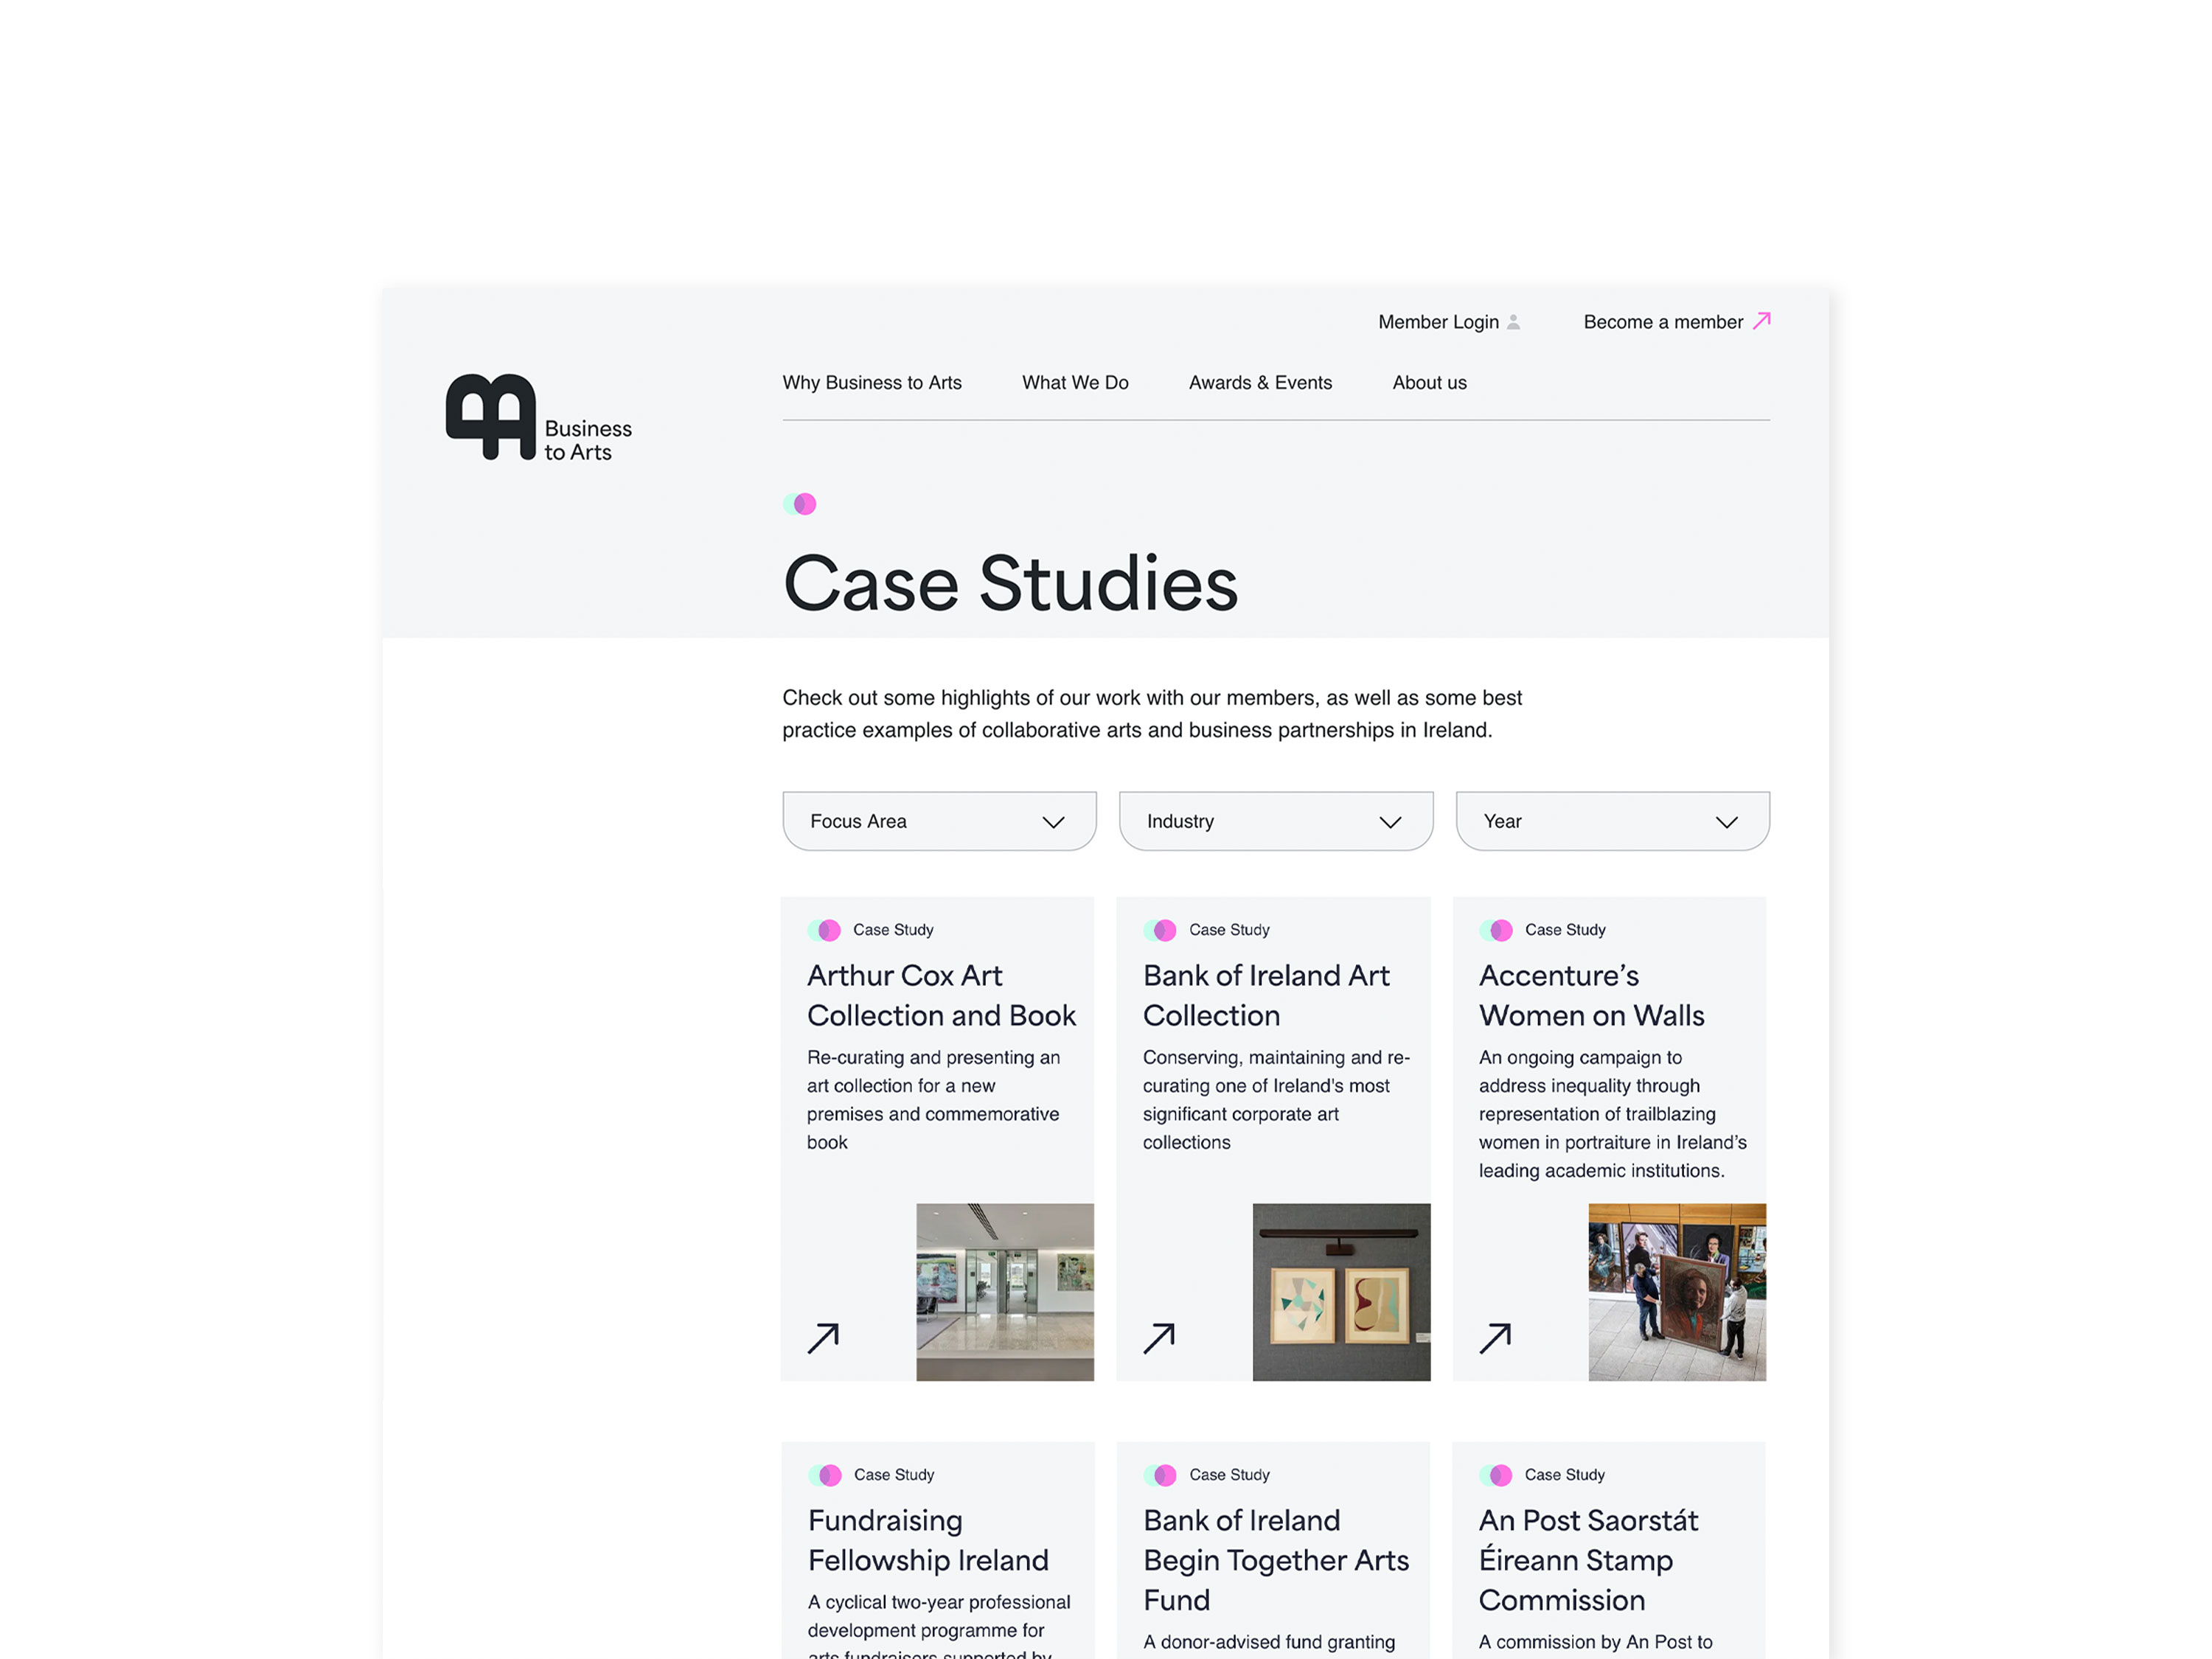 Member Login
Become a member
Why Business to Arts
What We Do
Awards & Events
About us
Business
to Arts
Case Studies
Check out some highlights of our work with our members, as well as some best
practice examples of collaborative arts and business partnerships in Ireland.
Focus Area
Industry
Year
Case Study
Arthur Cox Art
Collection and Book
Re-curating and presenting an
art collection for a new
premises and commemorative
book
Case Study
Bank of Ireland Art
Collection
Conserving, maintaining and re-
curating one of Ireland's most
significant corporate art
collections
Case Study
Accenture’s
Women on Walls
An ongoing campaign to
address inequality through
representation of trailblazing
women in portraiture in Ireland’s
leading academic institutions.
Case Study
Fundraising
Fellowship Ireland
A cyclical two-year professional
development programme for
arts fundraisers supported by
Case Study
Bank of Ireland
Begin Together Arts
Fund
A donor-advised fund granting
Case Study
An Post Saorstát
Éireann Stamp
Commission
A commission by An Post to